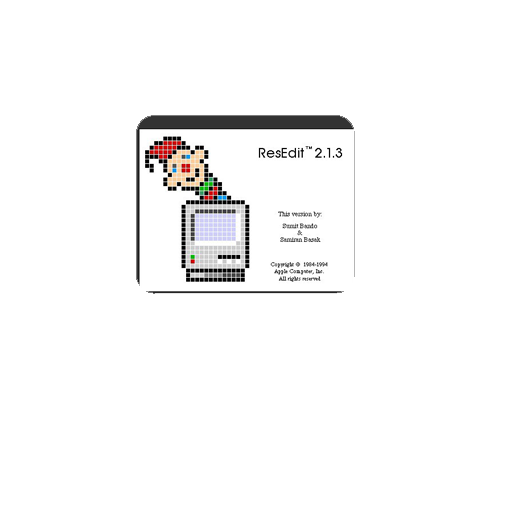 ResEdit™ 2.1.3
This version by:
Sumit Bando
&
Samiran Basak
Copyright © 1984-1994
Apple Computer, Inc.
All rights reserved.